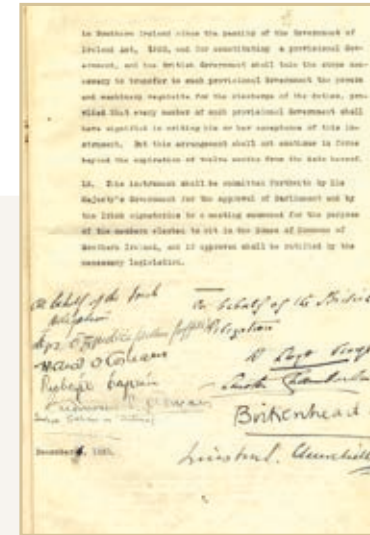 in Southern Ireland since the passing of the Government of
Ireland Act, 1920, and for constituting a provisional Gov-
ernment, and the British Government shall take the steps nec-
essary to transfer to such provisional Government the powers
and machinery requisite for the discharge of its duties, pro-
vided that every member of such provisional Government shall
have signified in writing his or her acceptance of this in-
strument. But this arrangement shall not continue in force
beyond the expiration of twelve months from the date hereof.
18. This instrument shall be submitted forthwith by His
Majesty's Government for the approval of Parliament and by
the Irish signatories to a meeting summoned for the purpose
of the members elected to sit in the House of Commons of
Southern Ireland, and if approved shall be ratified by the
necessary legislation.
On behalf of the Irish
Delegation
On behalf of the British
Delegation
Birkenhead
Winston S. Churchill
December 6, 1921.